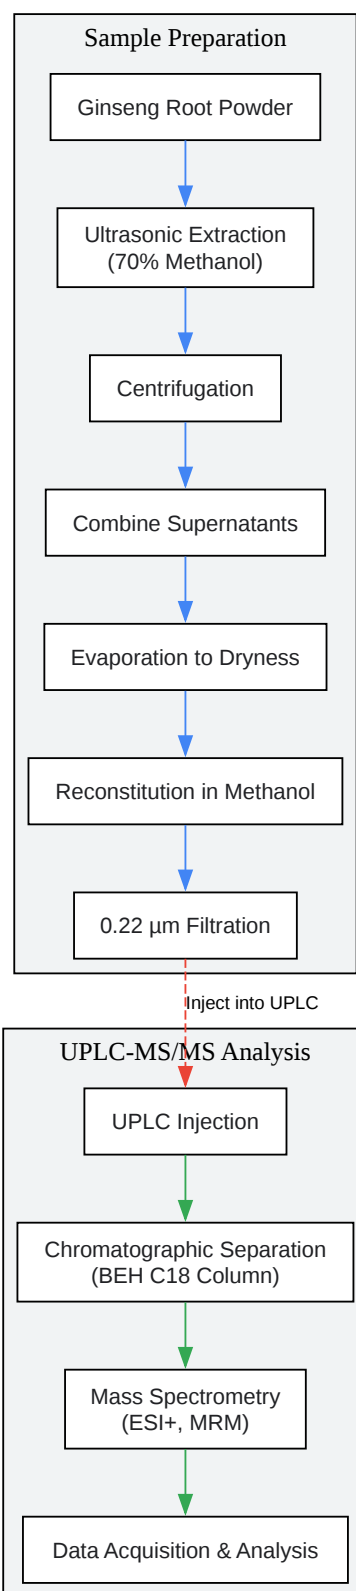 Sample Preparation
Ginseng Root Powder
Ultrasonic Extraction
(70% Methanol)
Centrifugation
Combine Supernatants
Evaporation to Dryness
Reconstitution in Methanol
0.22 µm Filtration
Inject into UPLC
UPLC-MS/MS Analysis
UPLC Injection
Chromatographic Separation
(BEH C18 Column)
Mass Spectrometry
(ESI+, MRM)
Data Acquisition & Analysis